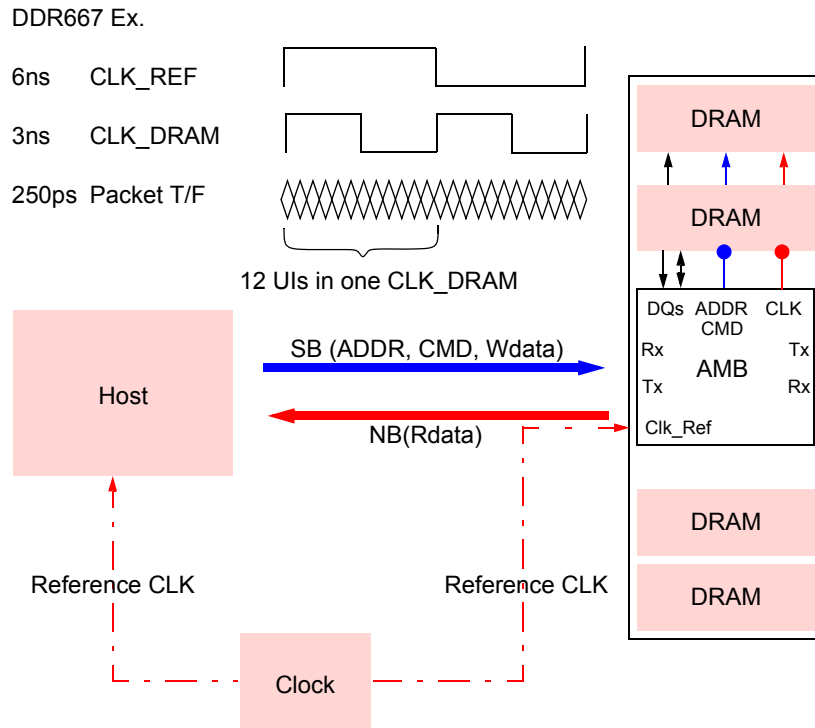 DDR667 Ex.
6ns CLK_REF
3ns CLK_DRAM
250ps Packet T/F
12 UIs in one CLK_DRAM
Host
SB (ADDR, CMD, Wdata)
NB(Rdata)
Reference CLK
Reference CLK
Clock
DRAM
DRAM
DQs ADDR CLK
CMD
Rx Tx
AMB
Tx Rx
Clk_Ref
DRAM
DRAM